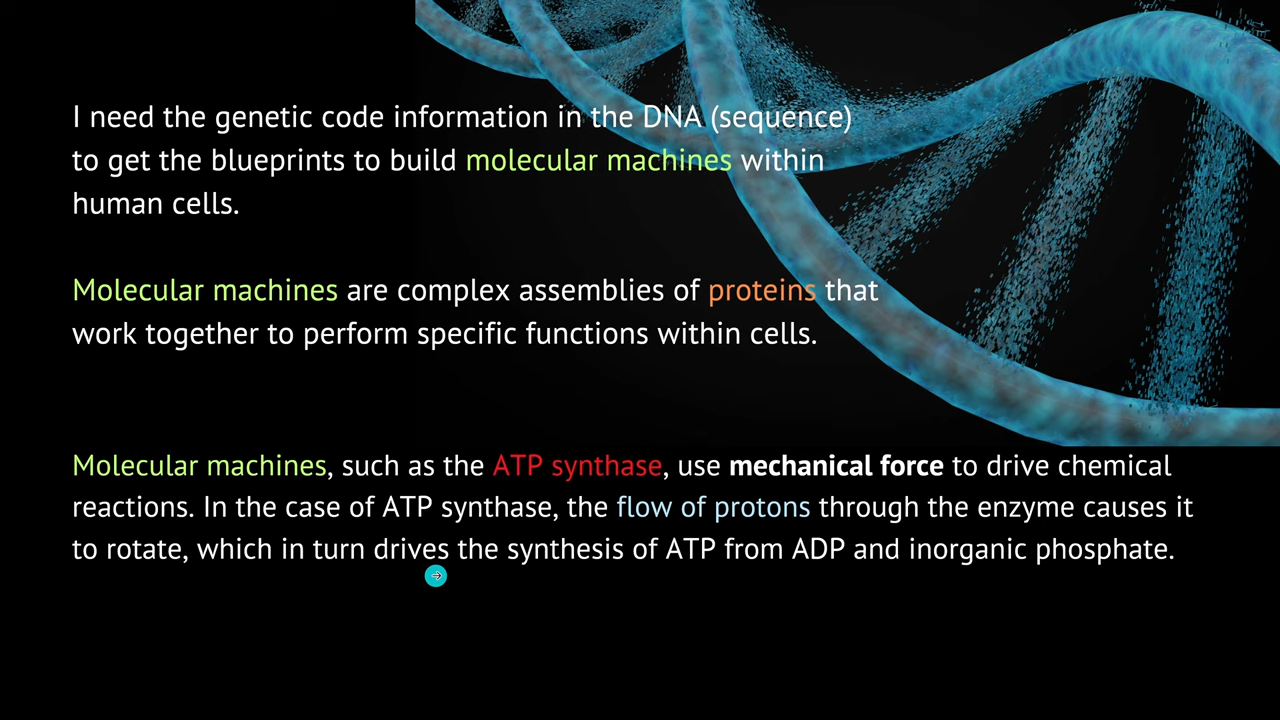 I need the genetic code information in the DNA (sequence)
to get the blueprints to build molecular machines within
human cells.
Molecular machines are complex assemblies of proteins that
work together to perform specific functions within cells.
Molecular machines, such as the ATP synthase, use mechanical force to drive chemical
reactions. In the case of ATP synthase, the flow of protons through the enzyme causes it
to rotate, which in turn drives the synthesis of ATP from ADP and inorganic phosphate.